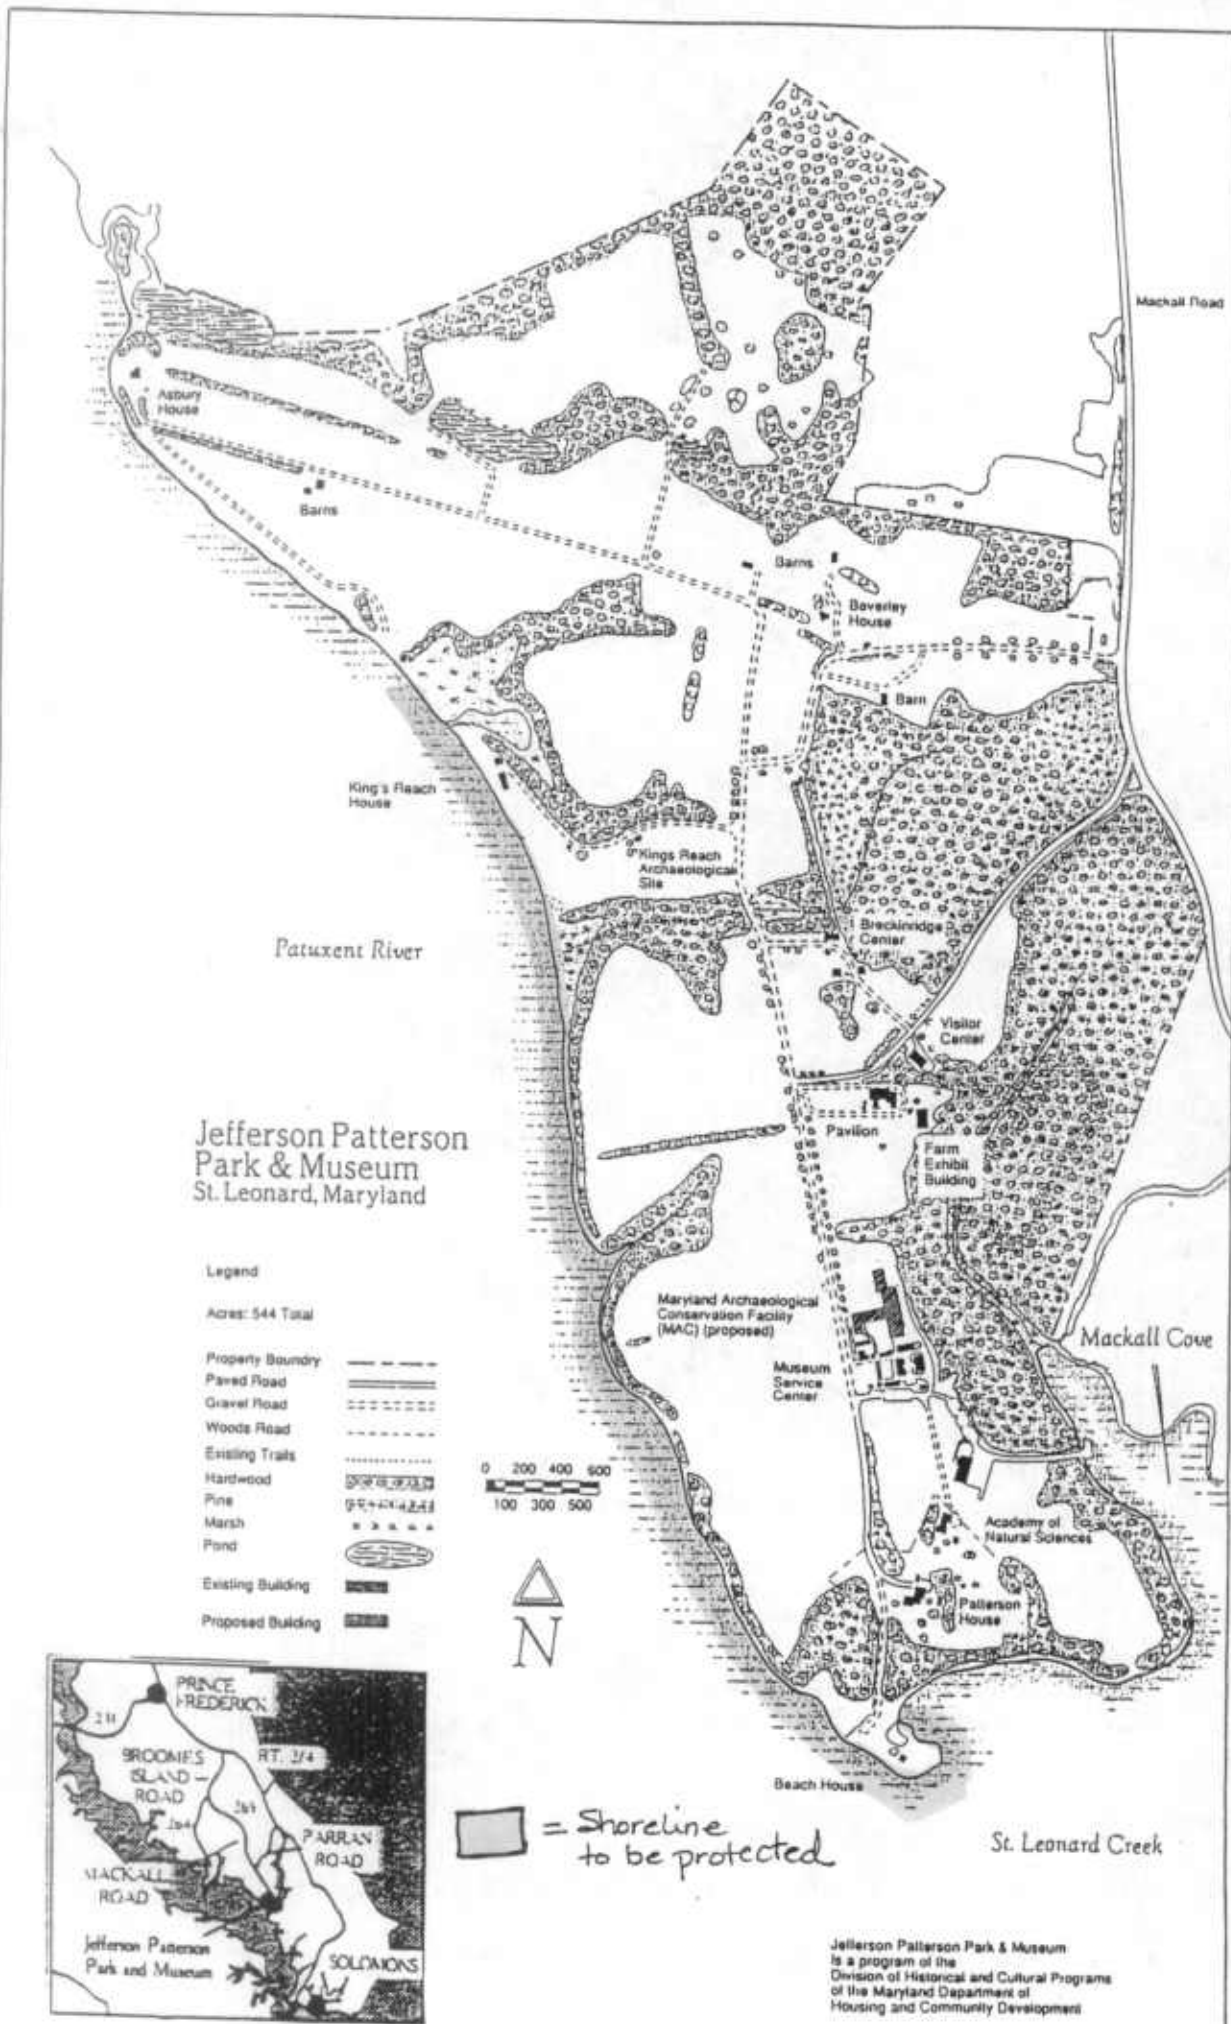 Mackall Road
Asbury
House
Barns
Barns
Beverley
House
Barn
King's Reach
House
Kings Reach
Archaeological
Site
Breckinridge
Center
Patuxent River
Visitor
Center
Jefferson Patterson
Park & Museum
St. Leonard, Maryland
Pavilion
Farm
Exhibit
Building
Legend
Acres: 544 Total
Property Boundry
Paved Road
Gravel Road
Woods Road
Existing Trails
Hardwood
Pine
Marsh
Pond
Existing Building
Proposed Building
Maryland Archaeological
Conservation Facility
(MAC) (proposed)
Mackall Cove
Museum
Service
Center
0 200 400 600
100 300 500
N
Academy of
Natural Sciences
Patterson
House
Beach House
St. Leonard Creek
= Shoreline
to be protected
PRINCE
FREDERICK
BROOMES
ISLAND
ROAD
RT. 2/4
PARRAN
ROAD
MACKALL
ROAD
Jefferson Patterson
Park and Museum
SOLOMONS
Jefferson Patterson Park & Museum
is a program of the
Division of Historical and Cultural Programs
of the Maryland Department of
Housing and Community Development